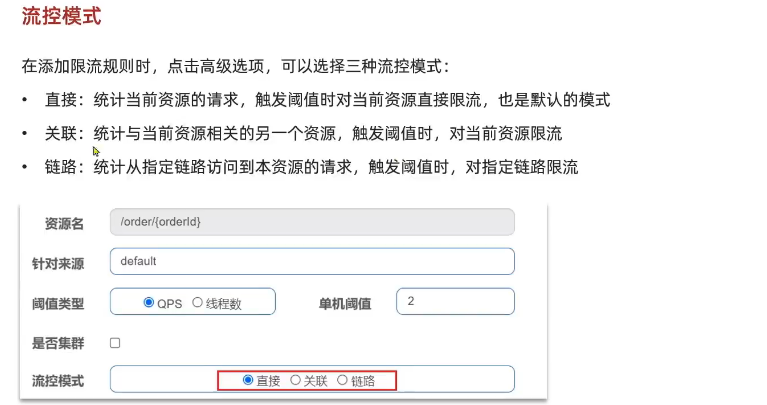 流控模式
在添加限流规则时，点击高级选项，可以选择三种流控模式：
• 直接：统计当前资源的请求，触发阈值时对当前资源直接限流，也是默认的模式
• 关联：统计与当前资源相关的另一个资源，触发阈值时，对当前资源限流
• 链路：统计从指定链路访问到本资源的请求，触发阈值时，对指定链路限流
资源名 /order/{orderId}
针对来源 default
阈值类型 QPS 线程数 单机阈值 2
是否集群
流控模式 直接 关联 链路